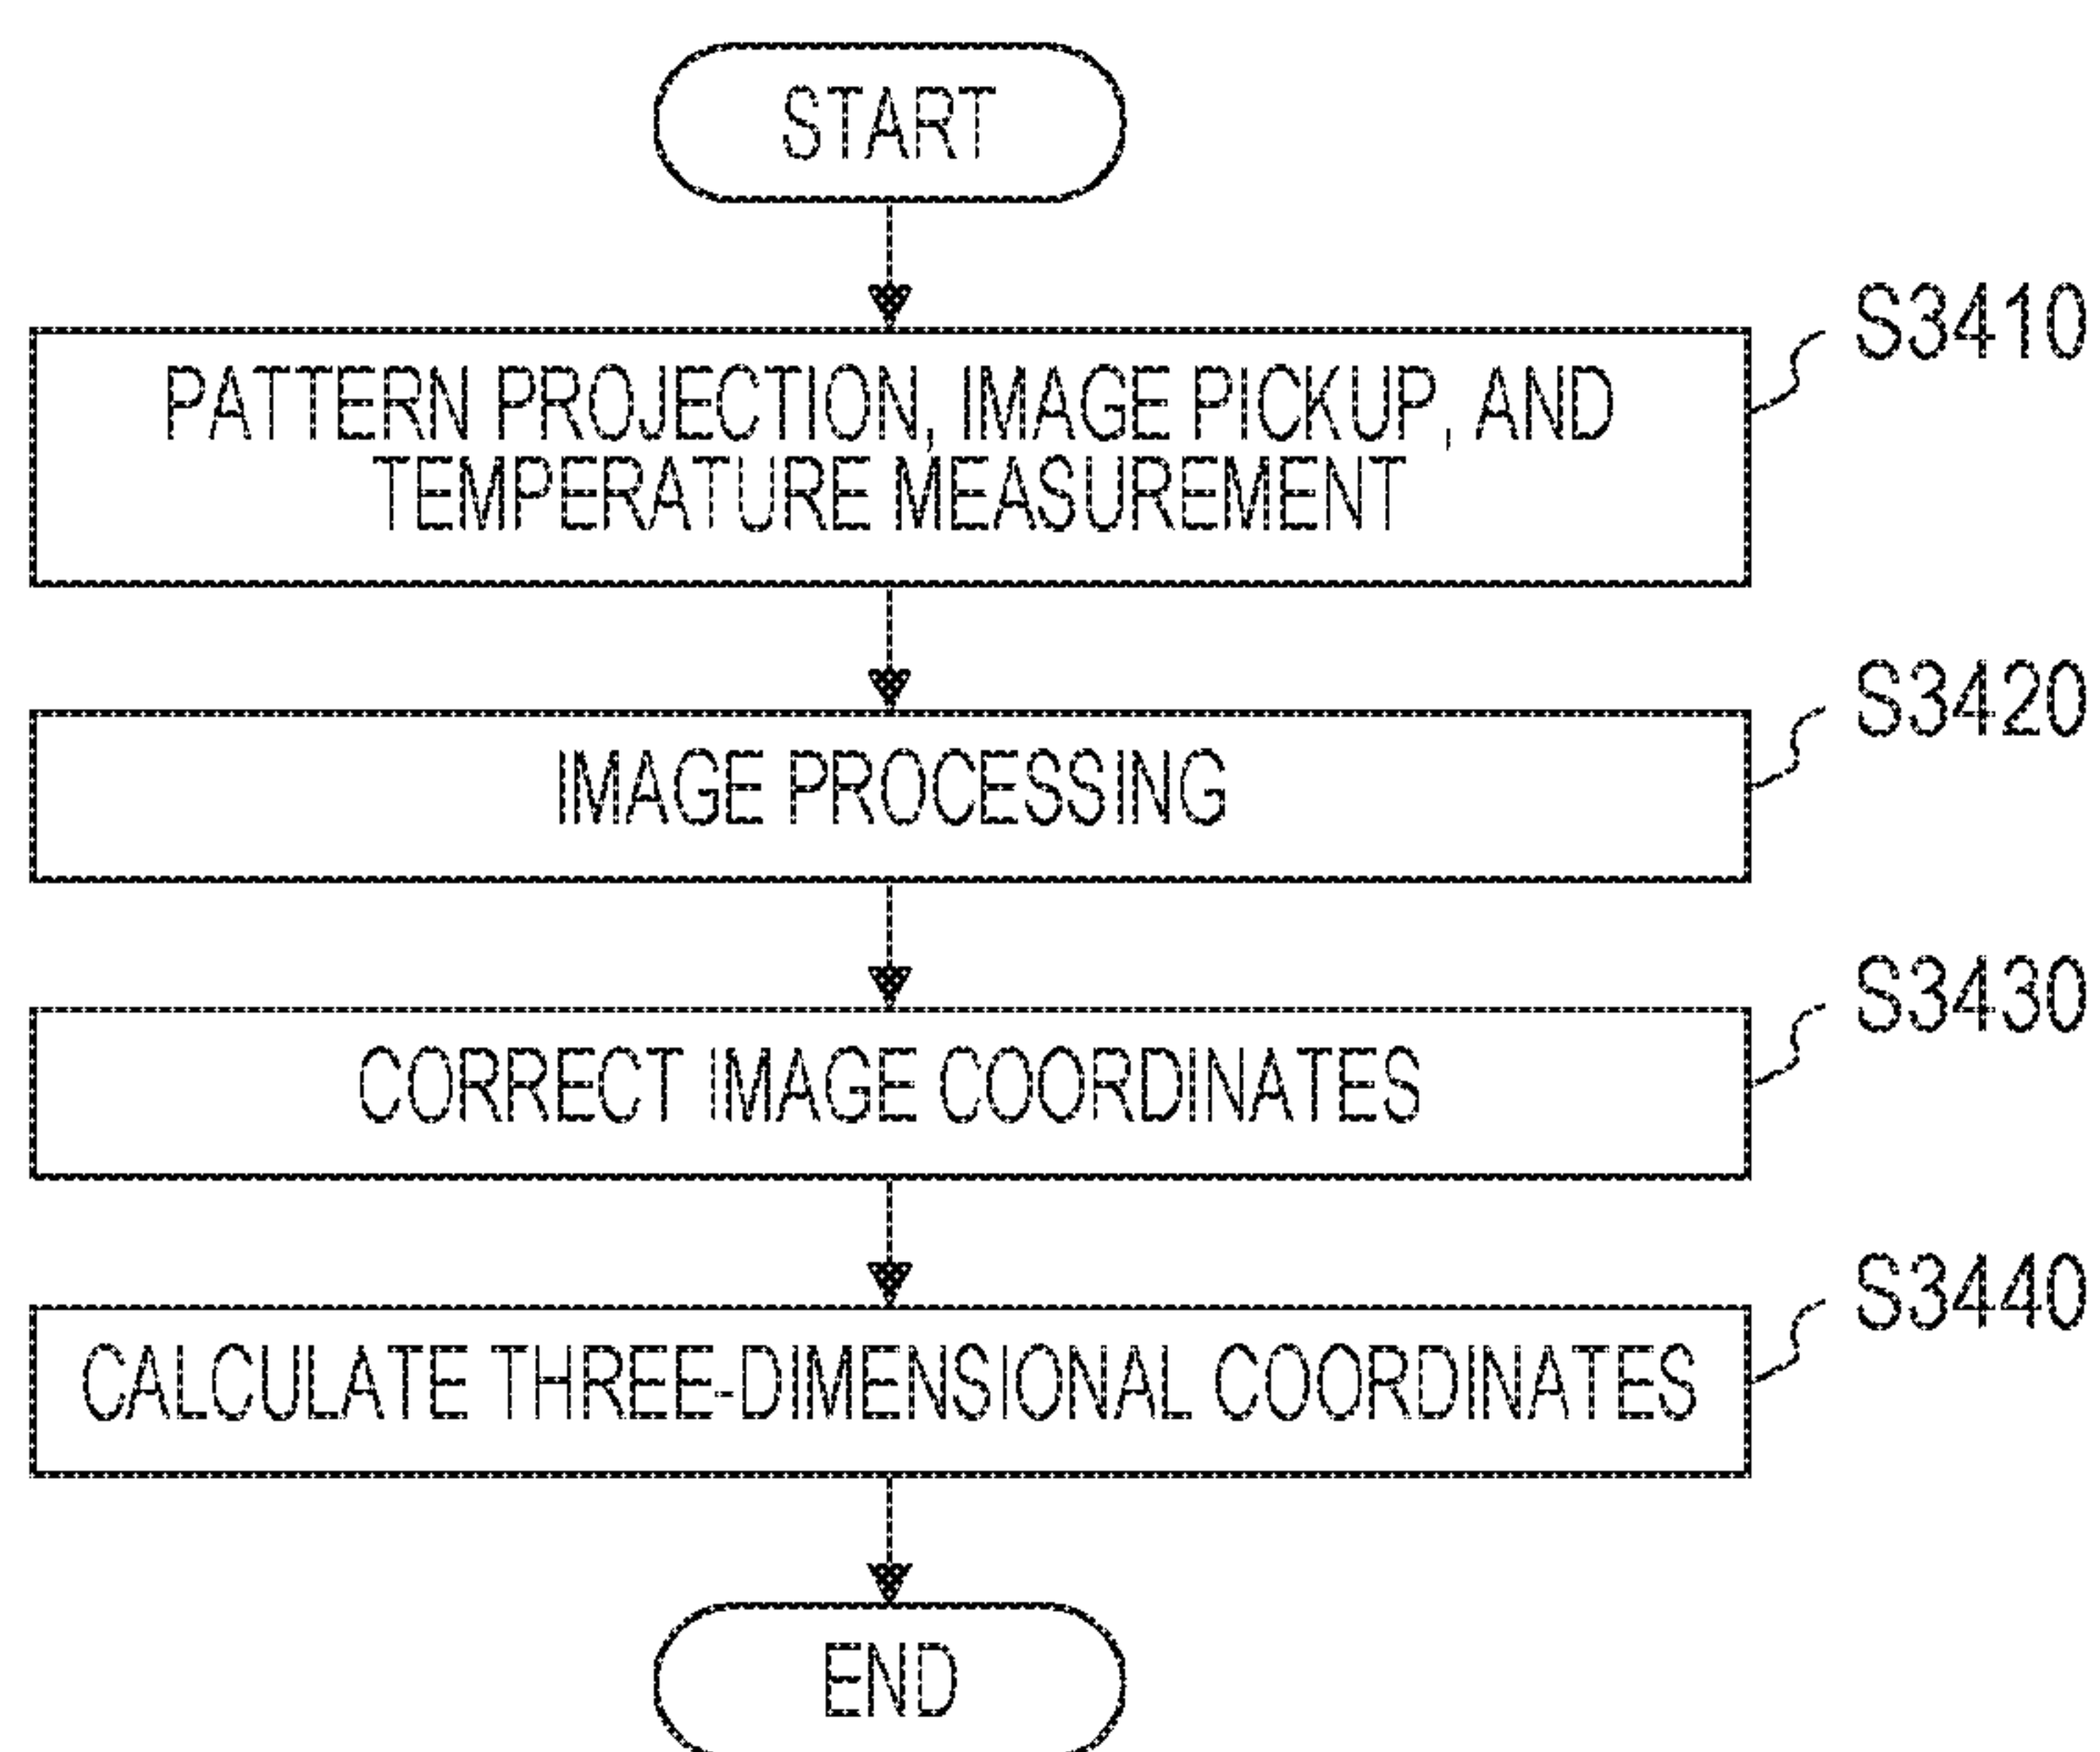 START
S3410
PATTERN PROJECTION, IMAGE PICKUP, AND
TEMPERATURE MEASUREMENT
S3420
IMAGE PROCESSING
S3430
CORRECT IMAGE COORDINATES
S3440
CALCULATE THREE-DIMENSIONAL COORDINATES
END